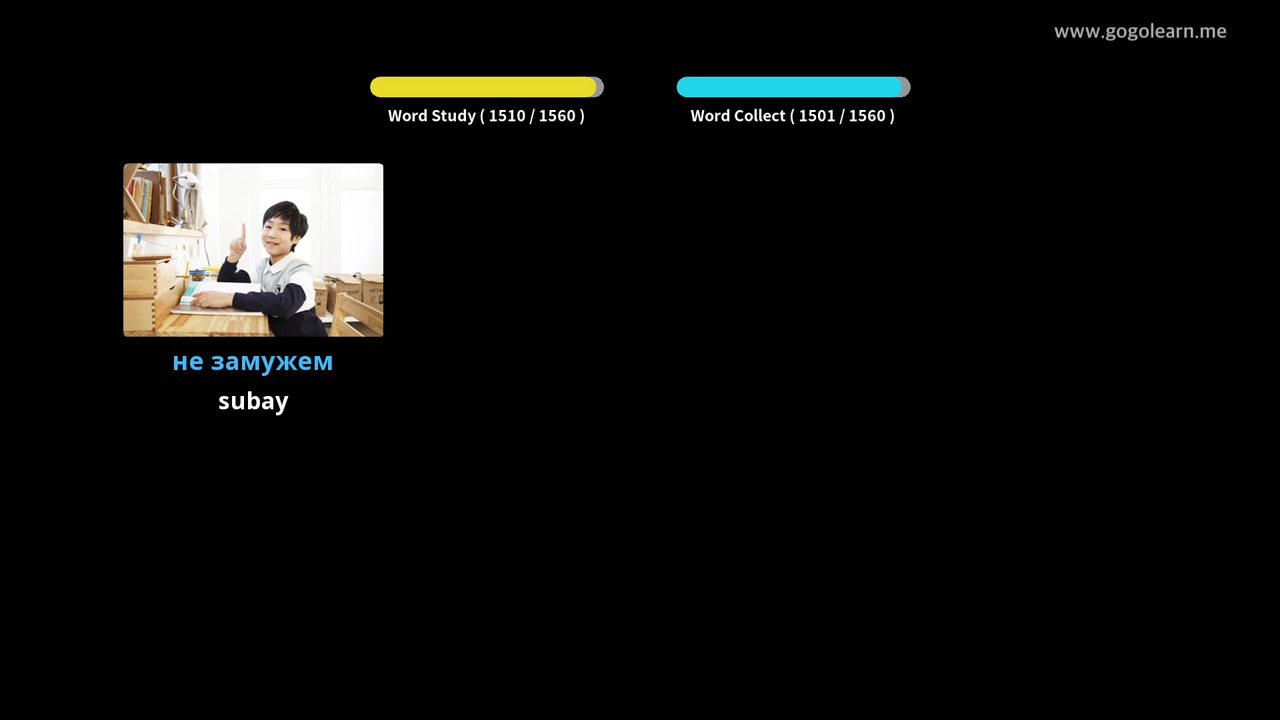 www.gogolearn.me
Word Study ( 1510 / 1560 )
Word Collect ( 1501 / 1560 )
не замужем
subay